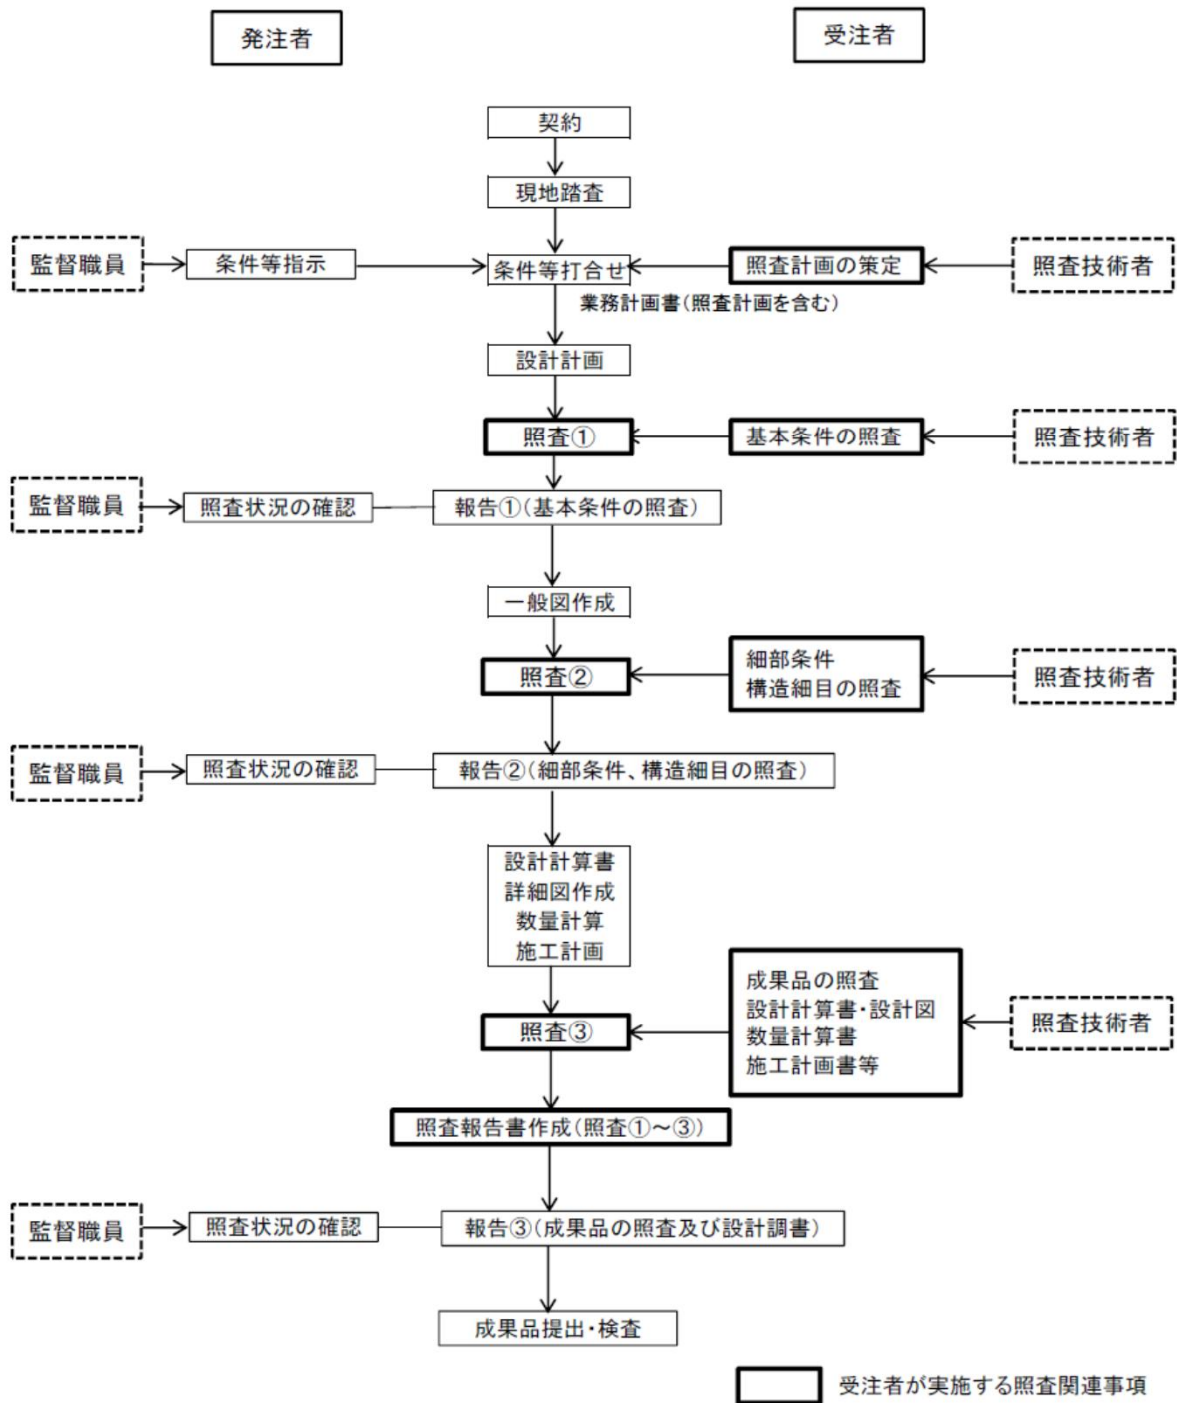 発注者
受注者
契約
現地踏査
監督職員
条件等指示
条件等打合せ
照査計画の策定
照査技術者
業務計画書(照査計画を含む)
設計計画
照査①
基本条件の照査
照査技術者
監督職員
照査状況の確認
報告①(基本条件の照査)
一般図作成
照査②
細部条件
構造細目の照査
照査技術者
監督職員
照査状況の確認
報告②(細部条件、構造細目の照査)
設計計算書
詳細図作成
数量計算
施工計画
照査③
成果品の照査
設計計算書・設計図
数量計算書
施工計画書等
照査技術者
照査報告書作成(照査①～③)
監督職員
照査状況の確認
報告③(成果品の照査及び設計調書)
成果品提出・検査
受注者が実施する照査関連事項